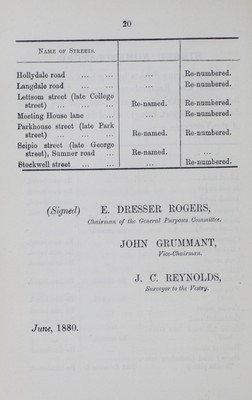 20
NAME OF STREETS.
Hollydale road ... ... ... Re-numbered.
Langdale road ... ... ... Re-numbered.
Lettsom street (late College
street) ... ... ... Re-named. Re-numbered.
Meeting House lane ... ... Re-numbered.
Parkhouse street (late Park
street) ... ... ... Re-named. Re-numbered.
Scipio street (late George
street), Sumner road ... Re-named. ...
Stockwell street ... ... ... Re-numbered.
(Signed) E. DRESSER ROGERS,
Chairman of the General Purposes Committee.
JOHN GRUMMANT,
Vice-Chairman.
J. C. REYNOLDS,
Surveyor to the Vestry.
June, 1880.